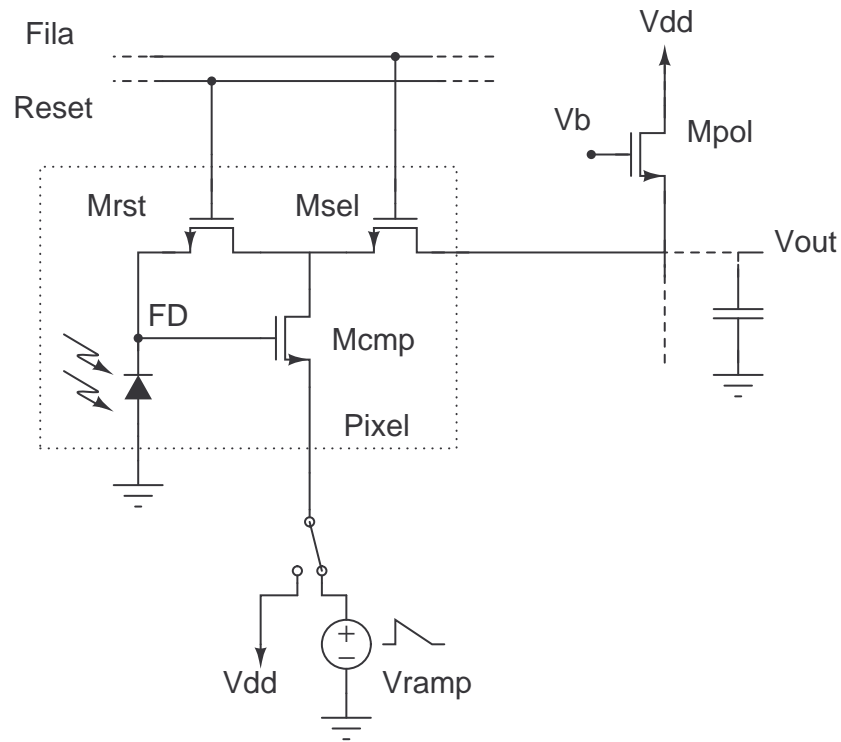 Fila
Vdd
Reset
Vb
Mpol
Mrst
Msel
Vout
FD
Mcmp
Pixel
+
−
Vdd
Vramp